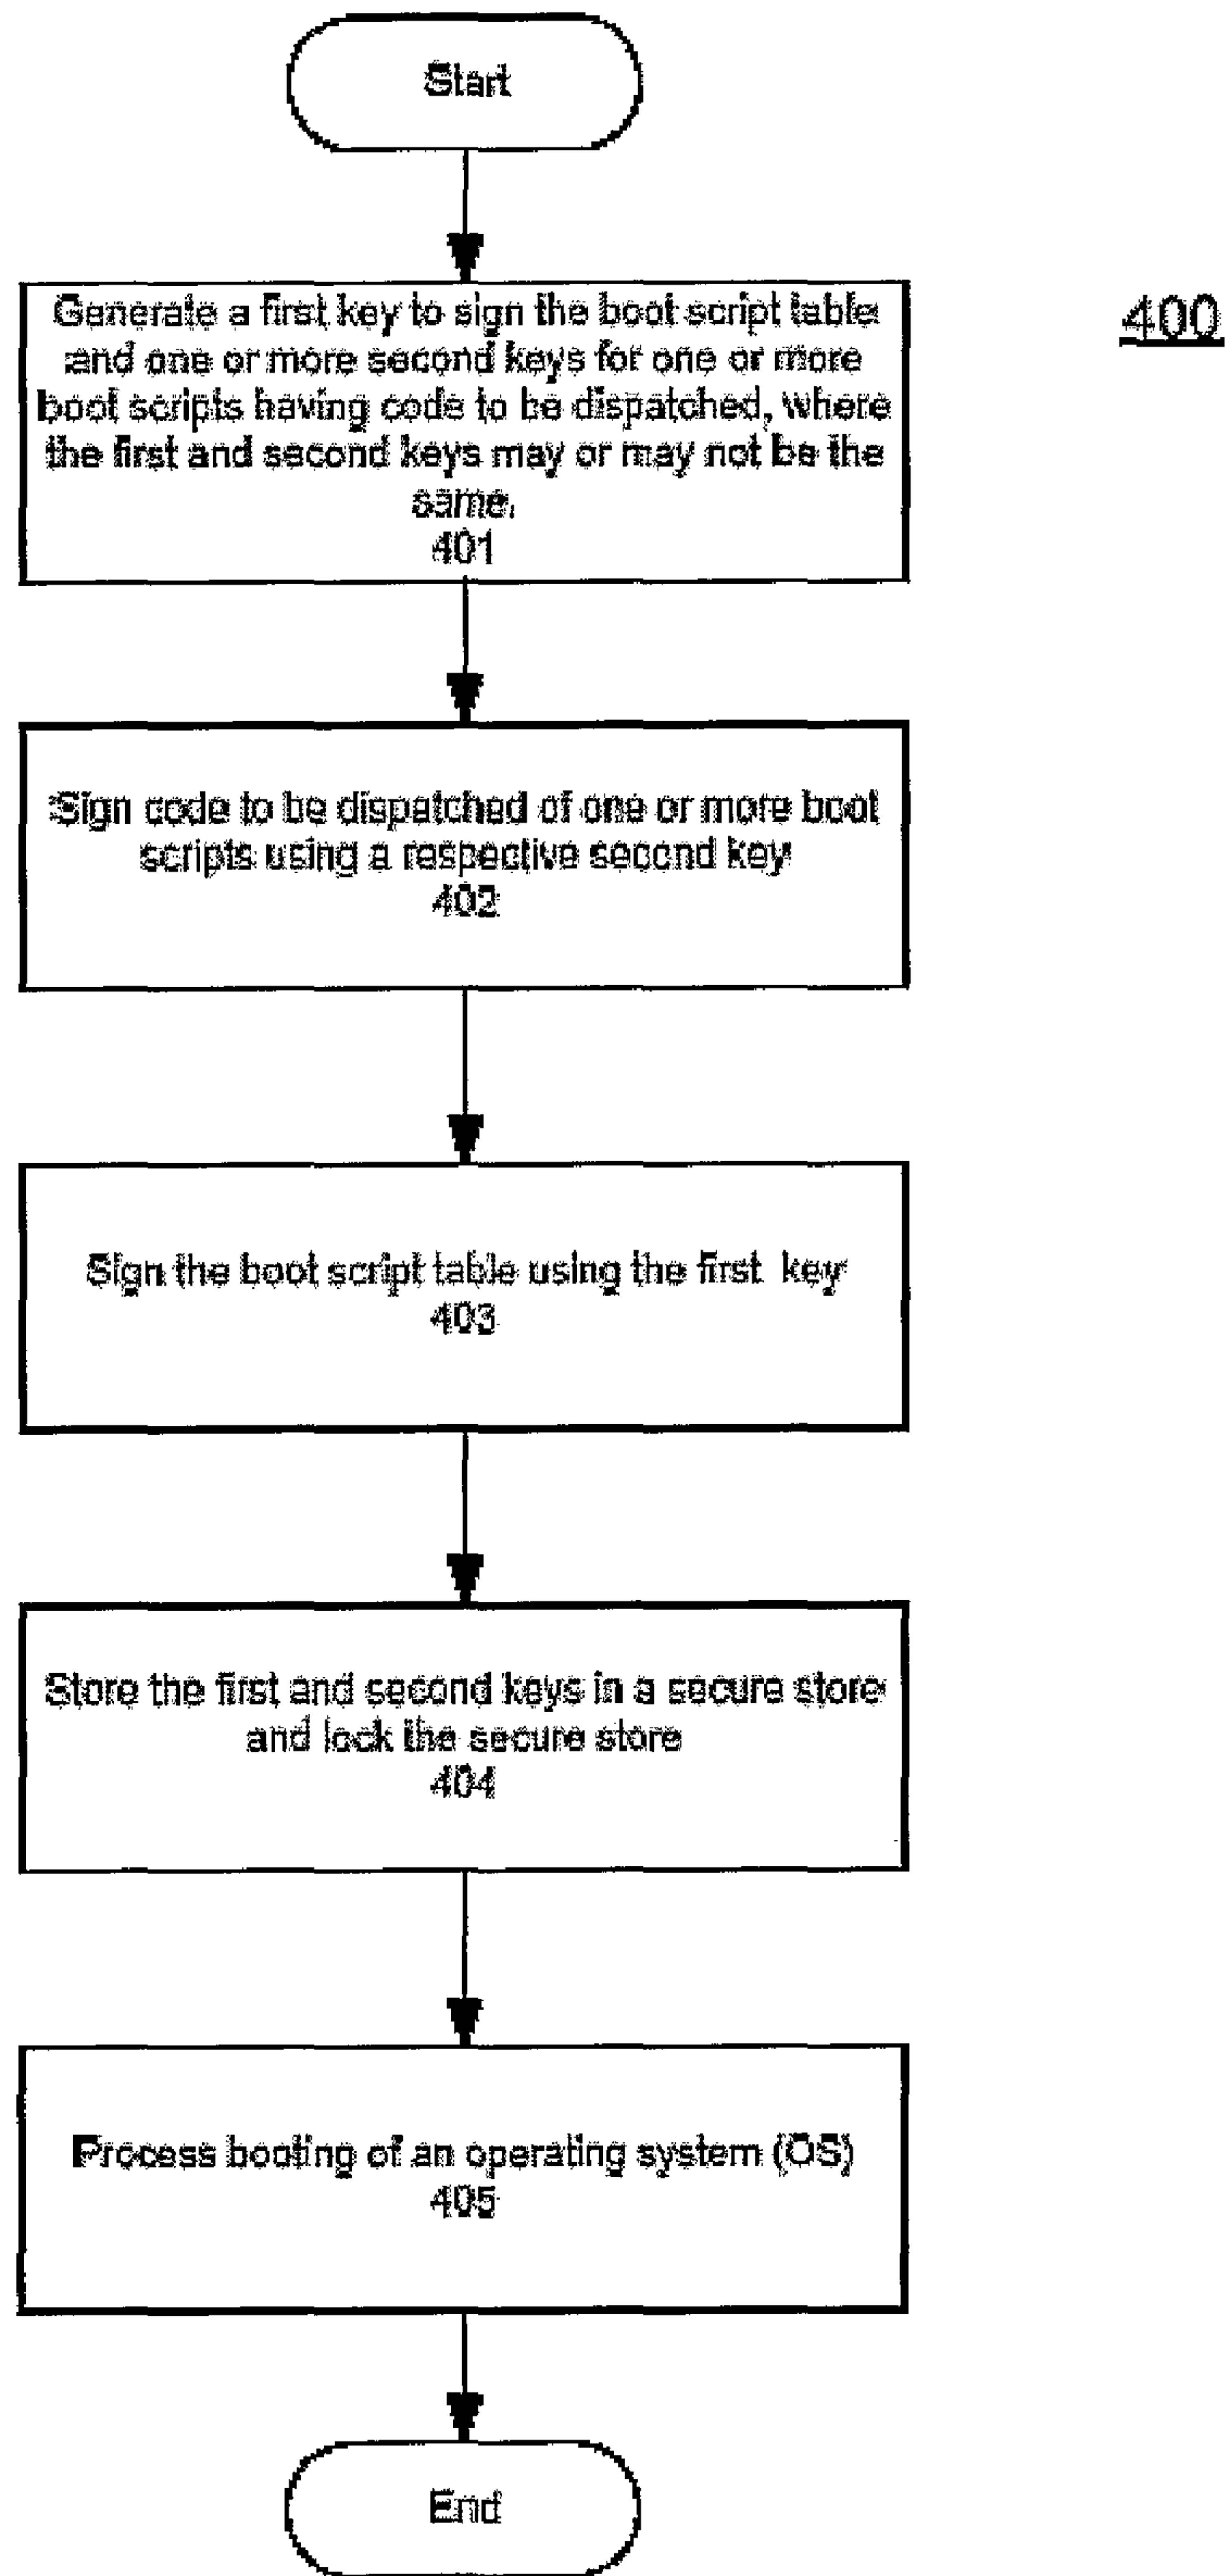 Start
Generate a first key to sign the boot script table
and one or more second keys for one or more
boot scripts having code to be dispatched, where
the first and second keys may or may not be the
same.
401
400
Sign code to be dispatched of one or more boot
scripts using a respective second key
402
Sign the boot script table using the first key
403
Store the first and second keys in a secure store
and lock the secure store
404
Process booting of an operating system (OS)
405
End